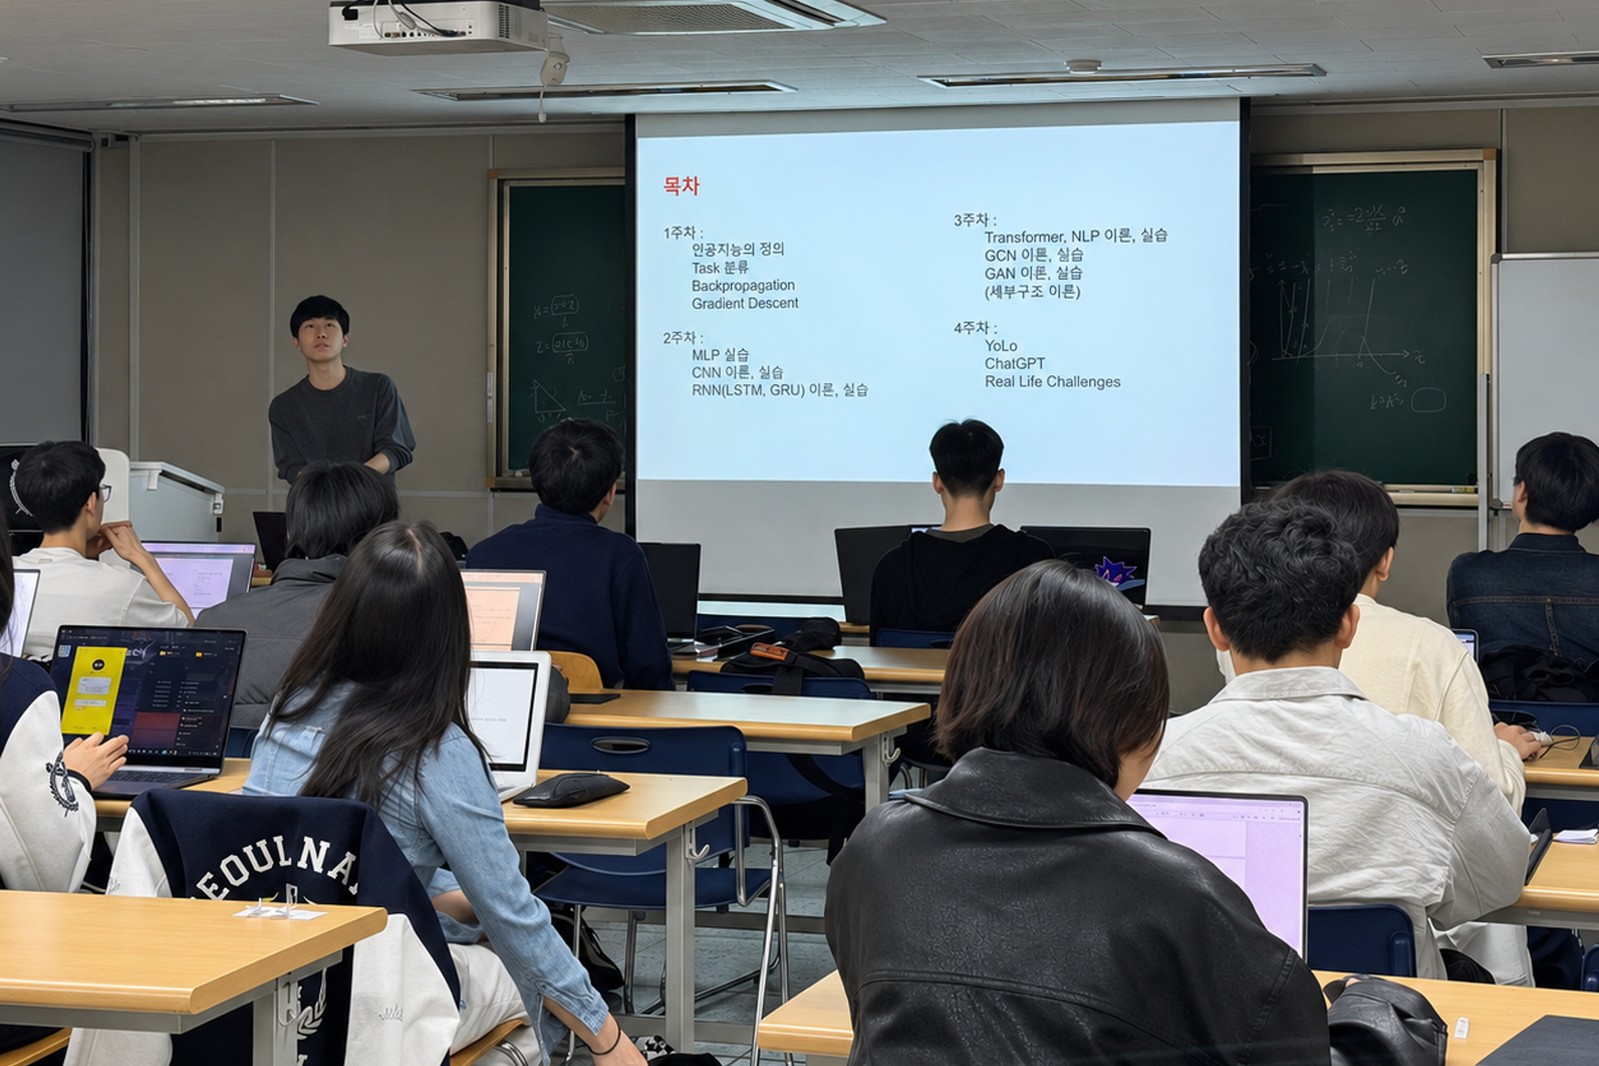 목차
1주차 :
인공지능의 정의
Task 분류
Backpropagation
Gradient Descent
2주차 :
MLP 실습
CNN 이론, 실습
RNN(LSTM, GRU) 이론, 실습
3주차 :
Transformer, NLP 이론, 실습
GCN 이론, 실습
GAN 이론, 실습
(세부구조 이론)
4주차 :
YoLo
ChatGPT
Real Life Challenges
EOUL NA